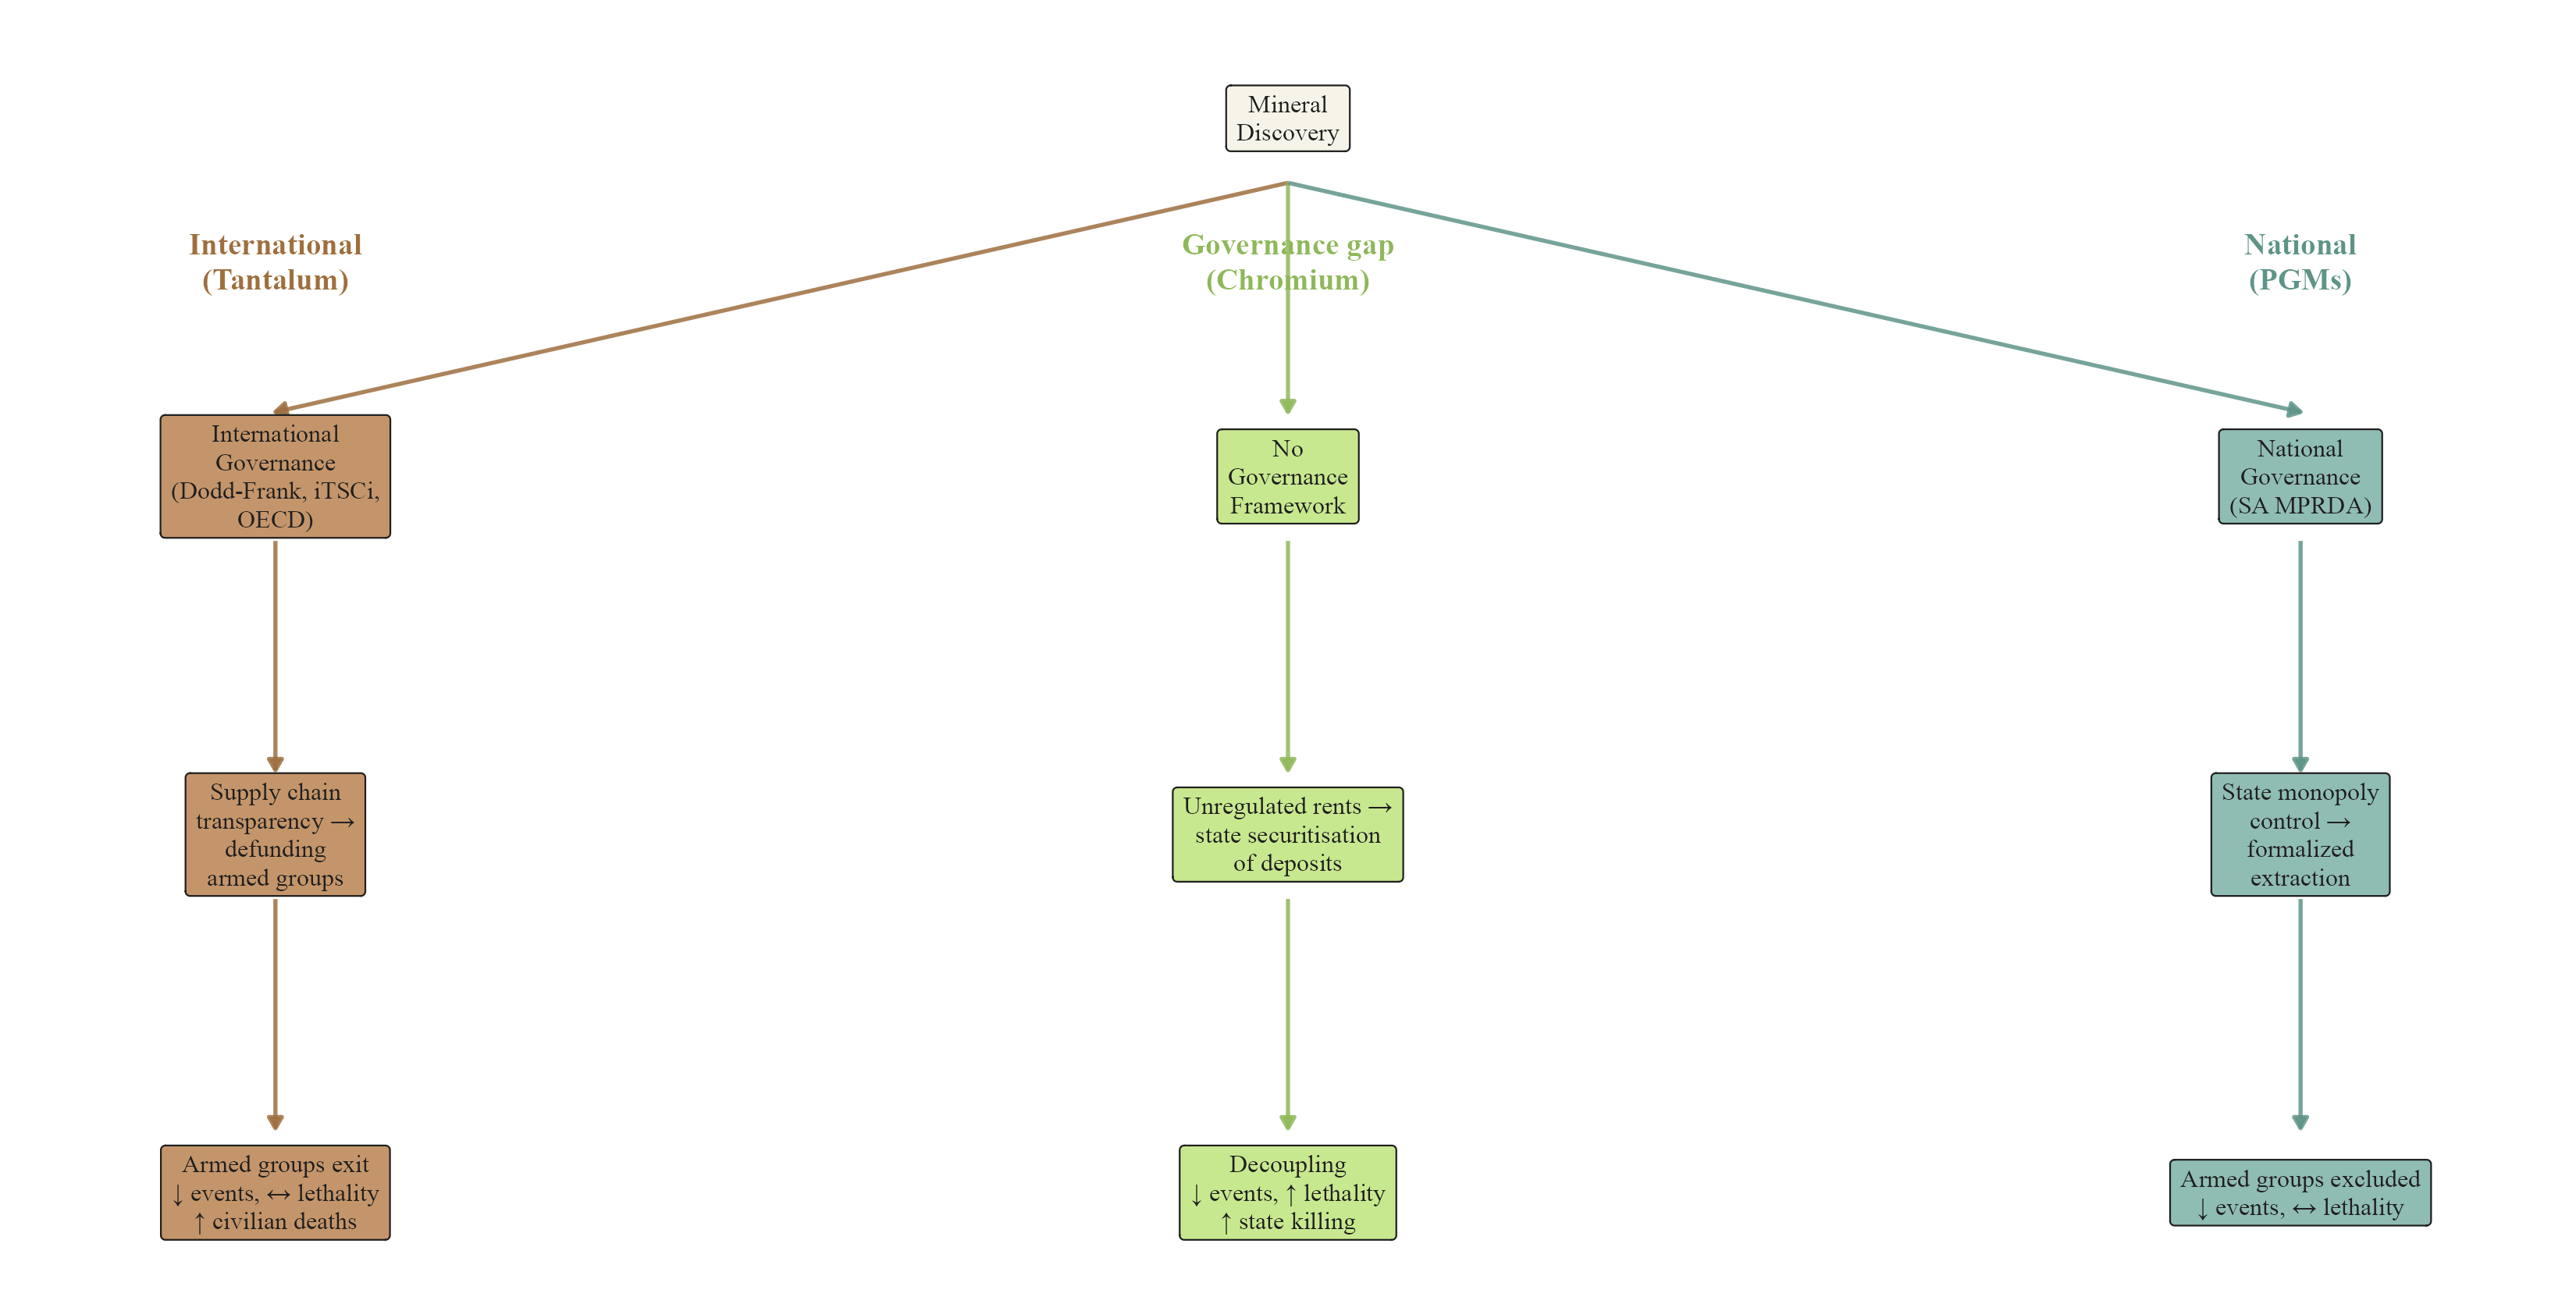 Mineral
Discovery
International
(Tantalum)
Governance gap
(Chromium)
National
(PGMs)
International
Governance
(Dodd-Frank, iTSCi,
OECD)
No
Governance
Framework
National
Governance
(SA MPRDA)
Supply chain
transparency →
defunding
armed groups
Unregulated rents →
state securitisation
of deposits
State monopoly
control →
formalized
extraction
Armed groups exit
↓ events, ↔ lethality
↑ civilian deaths
Decoupling
↓ events, ↑ lethality
↑ state killing
Armed groups excluded
↓ events, ↔ lethality